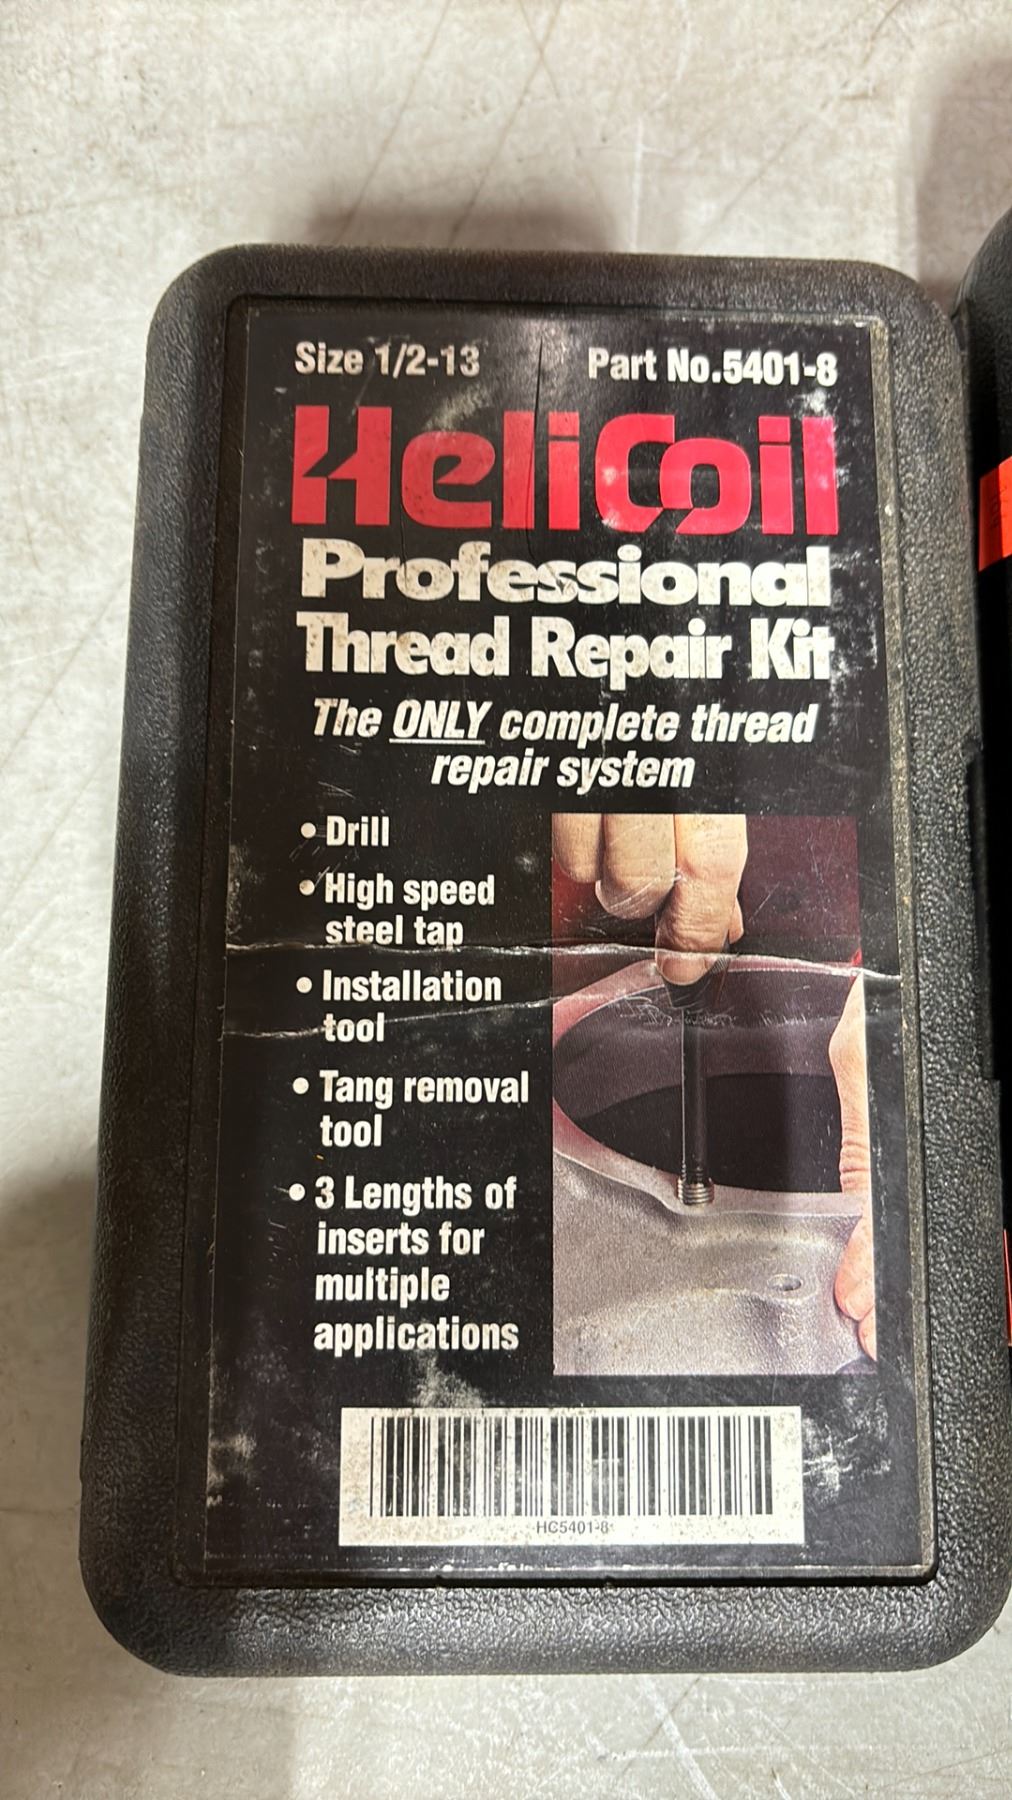 Size 1/2-13 Part No.5401-8
HeliCoil
Professional
Thread Repair Kit
The ONLY complete thread
repair system
• Drill
• High speed
steel tap
• Installation
tool
• Tang removal
tool
• 3 Lengths of
inserts for
multiple
applications
HC5401-8